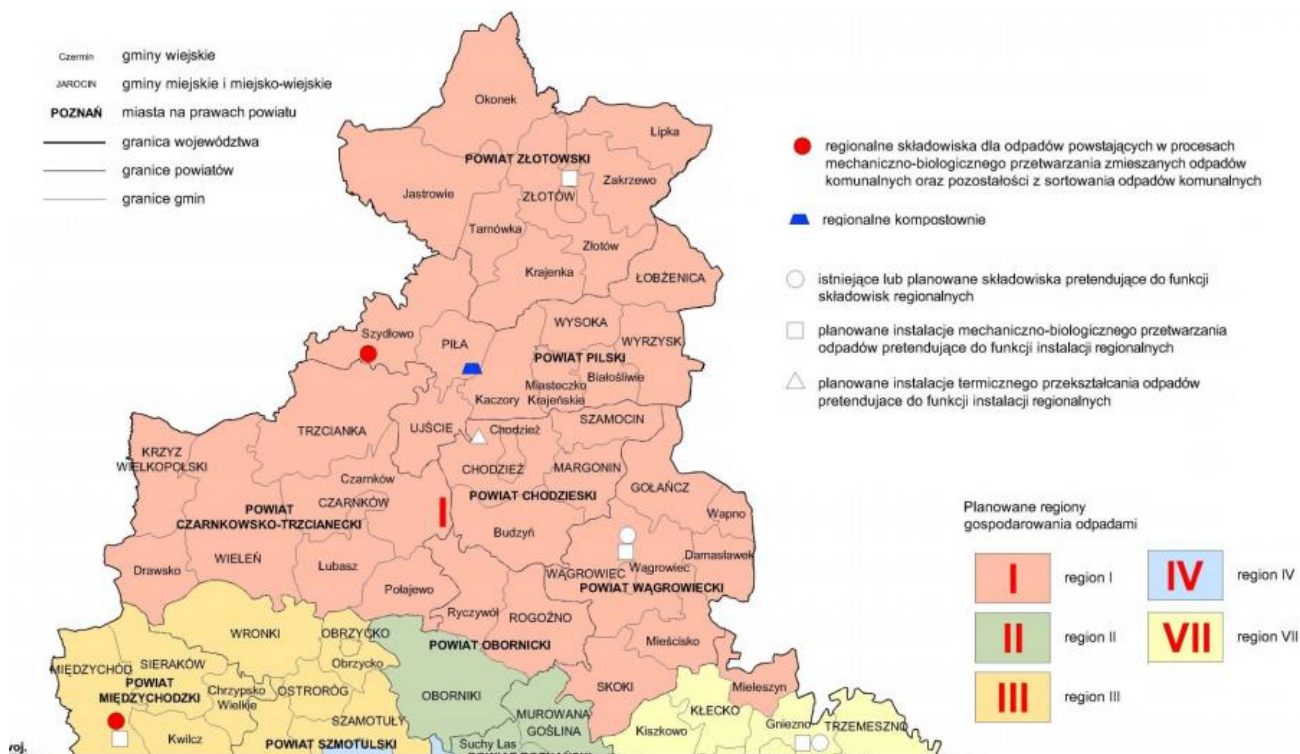 Czermin gminy wiejskie
JAROCIN gminy miejskie i miejsko-wiejskie
POZNAŃ miasta na prawach powiatu
granica województwa
granice powiatów
granice gmin
regionalne składowiska dla odpadów powstających w procesach
mechaniczno-biologicznego przetwarzania zmieszanych odpadów
komunalnych oraz pozostałości z sortowania odpadów komunalnych
regionalne kompostownie
istniejące lub planowane składowiska pretendujące do funkcji
składowisk regionalnych
planowane instalacje mechaniczno-biologicznego przetwarzania
odpadów pretendujące do funkcji instalacji regionalnych
planowane instalacje termicznego przekształcania odpadów
pretendujace do funkcji instalacji regionalnych
Planowane regiony
gospodarowania odpadami
I region I
IV region IV
II region II
VII region VII
III region III
Okonek
Lipka
POWIAT ZŁOTOWSKI
Zakrzewo
Jastrowie
ZŁOTÓW
Tarnówka
Złotów
Krajenka
ŁOBŻENICA
WYSOKA
Szydłowo
PIŁA
WYRZYSK
POWIAT PILSKI
Białośliwie
Miasteczko
Krajeńskie
Kaczory
SZAMOCIN
TRZCIANKA
UJŚCIE
Chodzież
KRZYZ
WIELKOPOLSKI
CHODZIEŻ
MARGONIN
Czarnków
GOŁAŃCZ
POWIAT CHODZIESKI
CZARNKÓW
POWIAT
CZARNKOWSKO-TRZCIANECKI
I
Wapno
Budzyń
Damasławek
WIELEŃ
Lubasz
Drawsko
WĄGROWIEC
Wągrowiec
POWIAT WĄGROWIECKI
Połajewo
Ryczywół
ROGOŹNO
WRONKI
OBRZYCKO
POWIAT OBORNICKI
Mieścisko
MIĘDZYCHÓD
SIERAKÓW
Obrzycko
POWIAT
MIĘDZYCHODZKI
Chrzypsko
Wielkie
OSTRORÓG
OBORNIKI
SKOKI
Mieleszyn
MUROWANA
GOŚLINA
KŁECKO
SZAMOTUŁY
Kiszkowo
Gniezno
TRZEMESZNO
Kwilcz
POWIAT SZMOTULSKI
Suchy Las
woj.